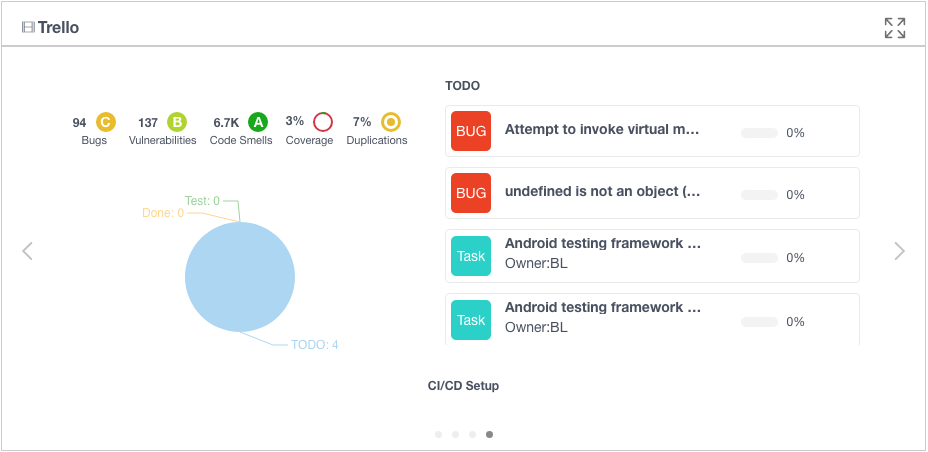 Trello
94 C 137 B 6.7K A 3% 7%
Bugs Vulnerabilities Code Smells Coverage Duplications
Test: 0
Done: 0
TODO: 4
TODO
BUG Attempt to invoke virtual m... 0%
BUG undefined is not an object (... 0%
Task Android testing framework ... 0%
Owner:BL
Task Android testing framework ... 0%
Owner:BL
CI/CD Setup